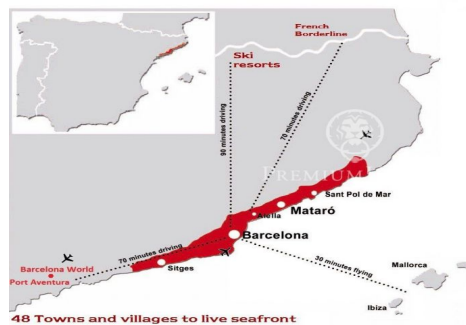 French
Borderline
Ski
resorts
90 minutes driving
70 minutes driving
PREMIUM
Sant Pol de Mar
Alella
Mataró
Barcelona
70 minutes driving
30 minutes flying
Barcelona World
Port Aventura
Sitges
Mallorca
Ibiza
48 Towns and villages to live seafront